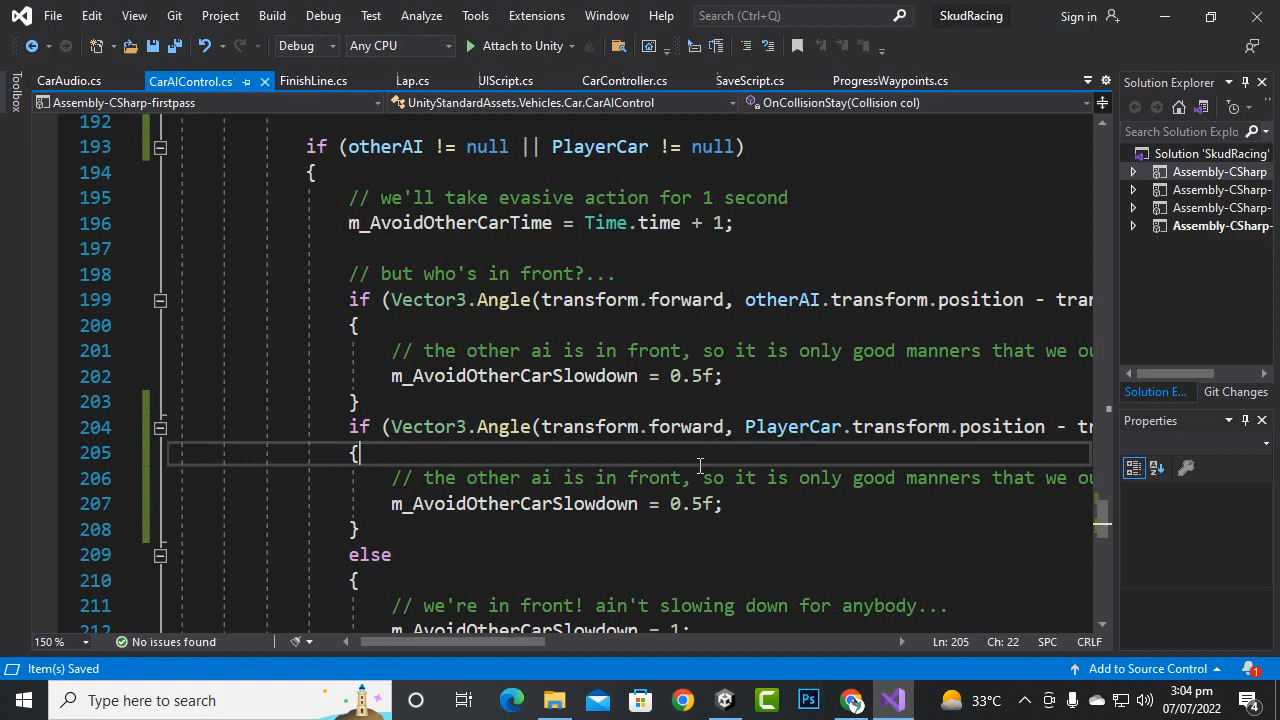 File Edit View Git Project Build Debug Test Analyze Tools Extensions Window Help Search (Ctrl+Q) SkudRacing Sign in
Debug Any CPU Attach to Unity
CarAudio.cs CarAIControl.cs FinishLine.cs Lap.cs UIScript.cs CarController.cs SaveScript.cs ProgressWaypoints.cs
Toolbox
Assembly-CSharp-firstpass UnityStandardAssets.Vehicles.Car.CarAIControl OnCollisionStay(Collision col)
192
193 if (otherAI != null || PlayerCar != null)
194 {
195 // we'll take evasive action for 1 second
196 m_AvoidOtherCarTime = Time.time + 1;
197
198 // but who's in front?...
199 if (Vector3.Angle(transform.forward, otherAI.transform.position - tran
200 {
201 // the other ai is in front, so it is only good manners that we ou
202 m_AvoidOtherCarSlowdown = 0.5f;
203 }
204 if (Vector3.Angle(transform.forward, PlayerCar.transform.position - tr
205 {
206 // the other ai is in front, so it is only good manners that we ou
207 m_AvoidOtherCarSlowdown = 0.5f;
208 }
209 else
210 {
211 // we're in front! ain't slowing down for anybody...
212 m_AvoidOtherCarSlowdown = 1;
150 % No issues found Ln: 205 Ch: 22 SPC CRLF
Solution Explorer
Search Solution Explo
Solution 'SkudRacing'
Assembly-CSharp
Assembly-CSharp-
Assembly-CSharp-
Assembly-CSharp-
Solution E... Git Changes
Properties
Item(s) Saved Add to Source Control 1
Type here to search 33°C 3:04 pm
07/07/2022 4